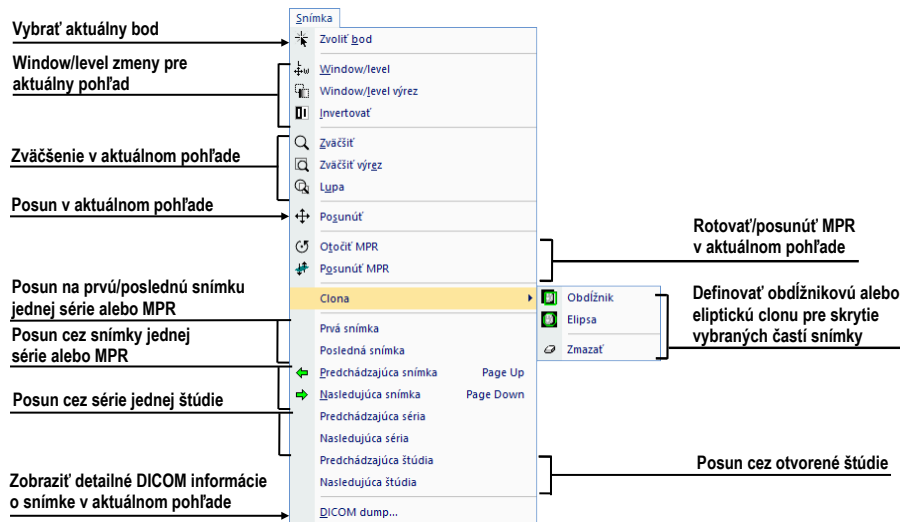 Snímka
Vybrať aktuálny bod
Zvoliť bod
Window/level zmeny pre
aktuálny pohľad
Window/level
Window/level výrez
Invertovať
Zväčšenie v aktuálnom pohľade
Zväčšiť
Zväčšiť výrez
Lupa
Posun v aktuálnom pohľade
Posunúť
Otočiť MPR
Posunúť MPR
Rotovať/posunúť MPR
v aktuálnom pohľade
Clona
Obdĺžnik
Elipsa
Zmazať
Definovať obdĺžnikovú alebo
eliptickú clonu pre skrytie
vybraných častí snímky
Posun na prvú/poslednú snímku
jednej série alebo MPR
Prvá snímka
Posledná snímka
Posun cez snímky jednej
série alebo MPR
Predchádzajúca snímka Page Up
Nasledujúca snímka Page Down
Posun cez série jednej štúdie
Predchádzajúca séria
Nasledujúca séria
Predchádzajúca štúdia
Nasledujúca štúdia
Posun cez otvorené štúdie
Zobraziť detailné DICOM informácie
o snímke v aktuálnom pohľade
DICOM dump...